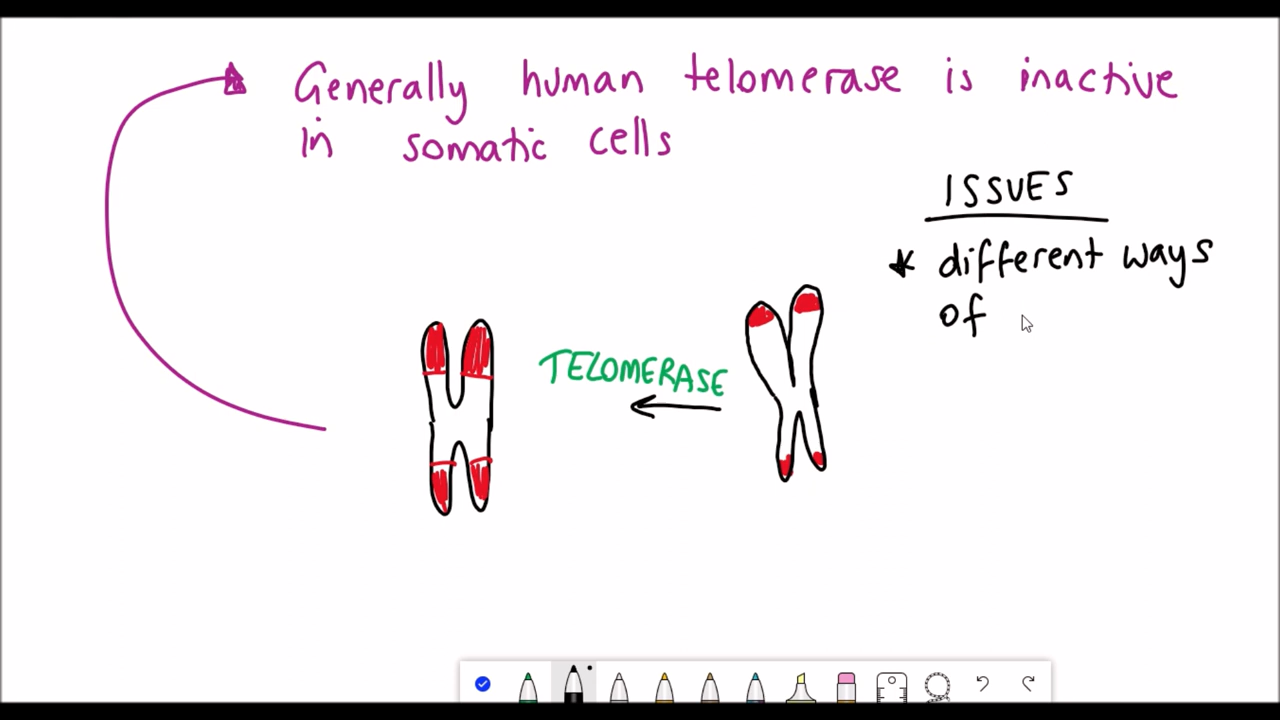 Generally human telomerase is inactive
in somatic cells
ISSUES
* different ways
of
TELOMERASE